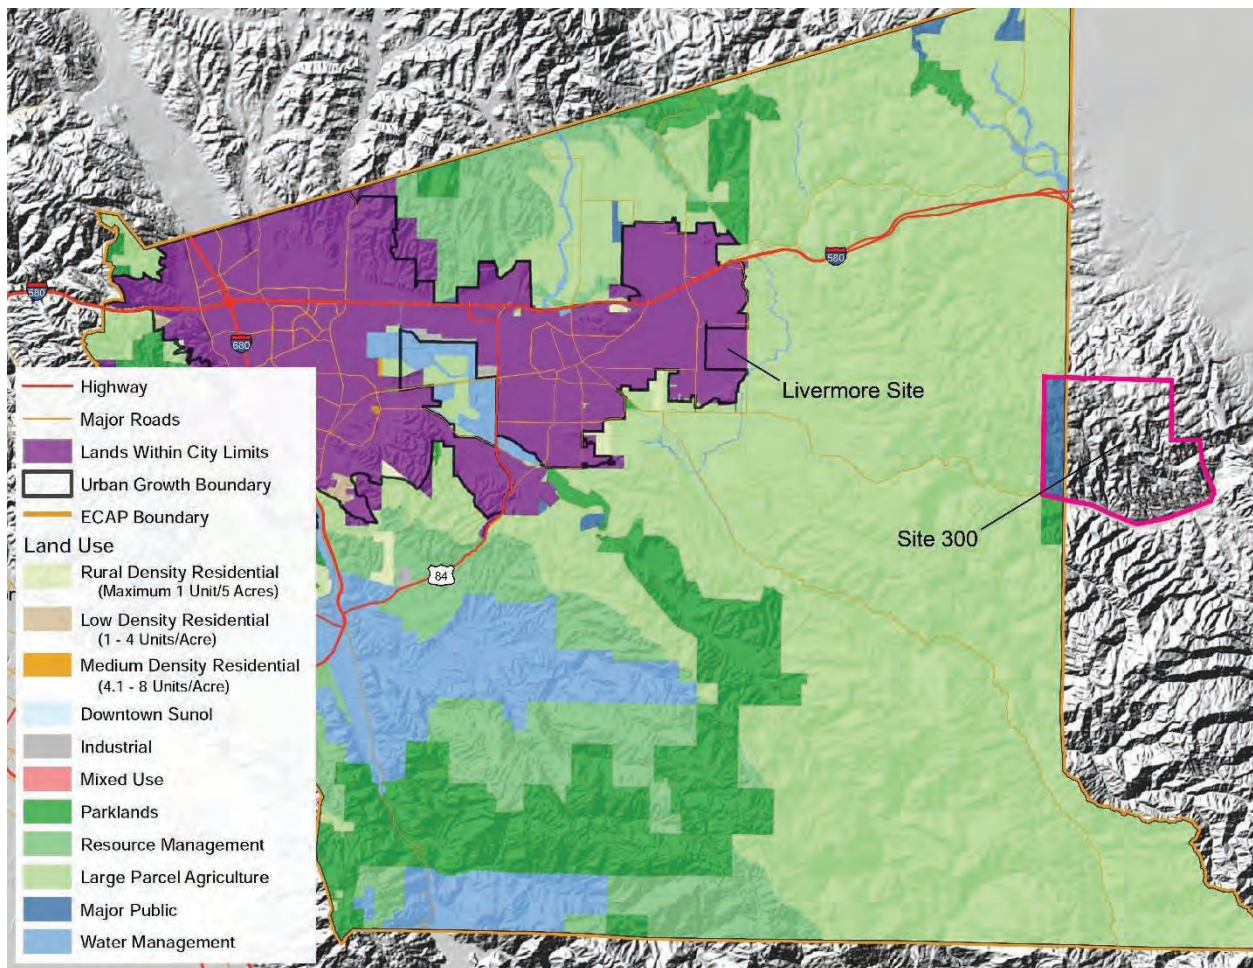 580
580
680
Livermore Site
Site 300
84
Highway
Major Roads
Lands Within City Limits
Urban Growth Boundary
ECAP Boundary
Land Use
Rural Density Residential
(Maximum 1 Unit/5 Acres)
Low Density Residential
(1 - 4 Units/Acre)
Medium Density Residential
(4.1 - 8 Units/Acre)
Downtown Sunol
Industrial
Mixed Use
Parklands
Resource Management
Large Parcel Agriculture
Major Public
Water Management